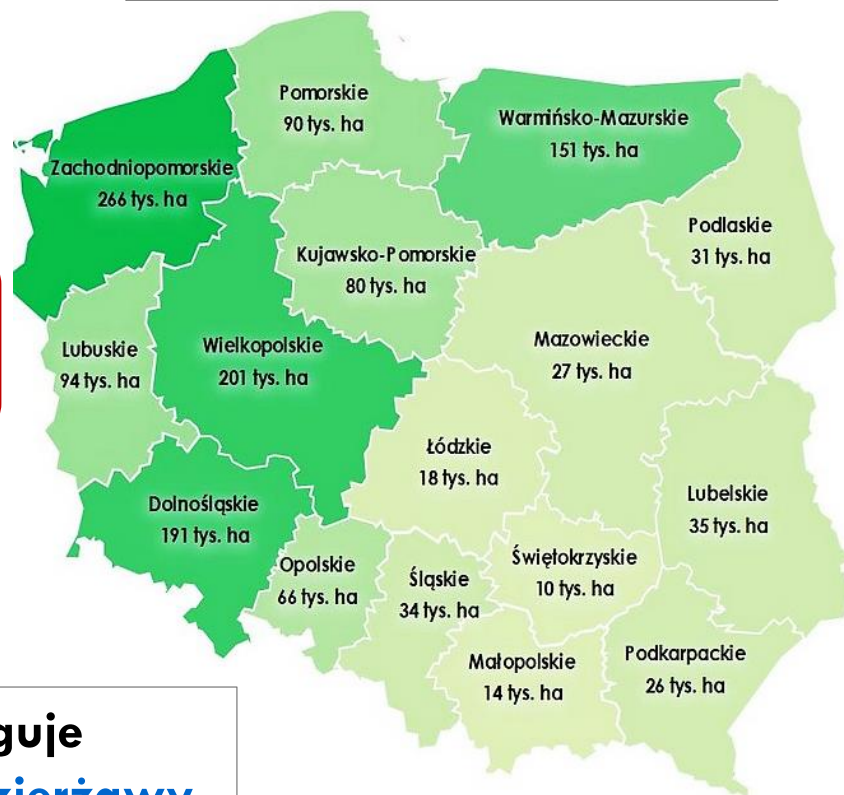 Pomorskie
90 tys. ha
Warmińsko-Mazurskie
151 tys. ha
Zachodniopomorskie
266 tys. ha
Podlaskie
31 tys. ha
Kujawsko-Pomorskie
80 tys. ha
Mazowieckie
27 tys. ha
Lubuskie
94 tys. ha
Wielkopolskie
201 tys. ha
Łódzkie
18 tys. ha
Lubelskie
35 tys. ha
Dolnośląskie
191 tys. ha
Opolskie
66 tys. ha
Śląskie
34 tys. ha
Świętokrzyskie
10 tys. ha
Małopolskie
14 tys. ha
Podkarpackie
26 tys. ha
guje